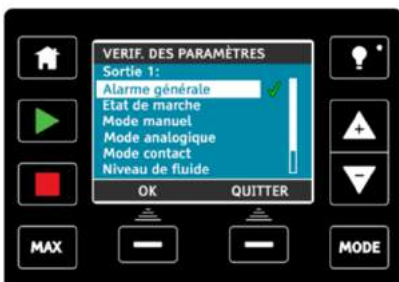 VERIF. DES PARAMÈTRES
Sortie 1:
Alarme générale
Etat de marche
Mode manuel
Mode analogique
Mode contact
Niveau de fluide
OK QUITTER
+
-
MAX
MODE